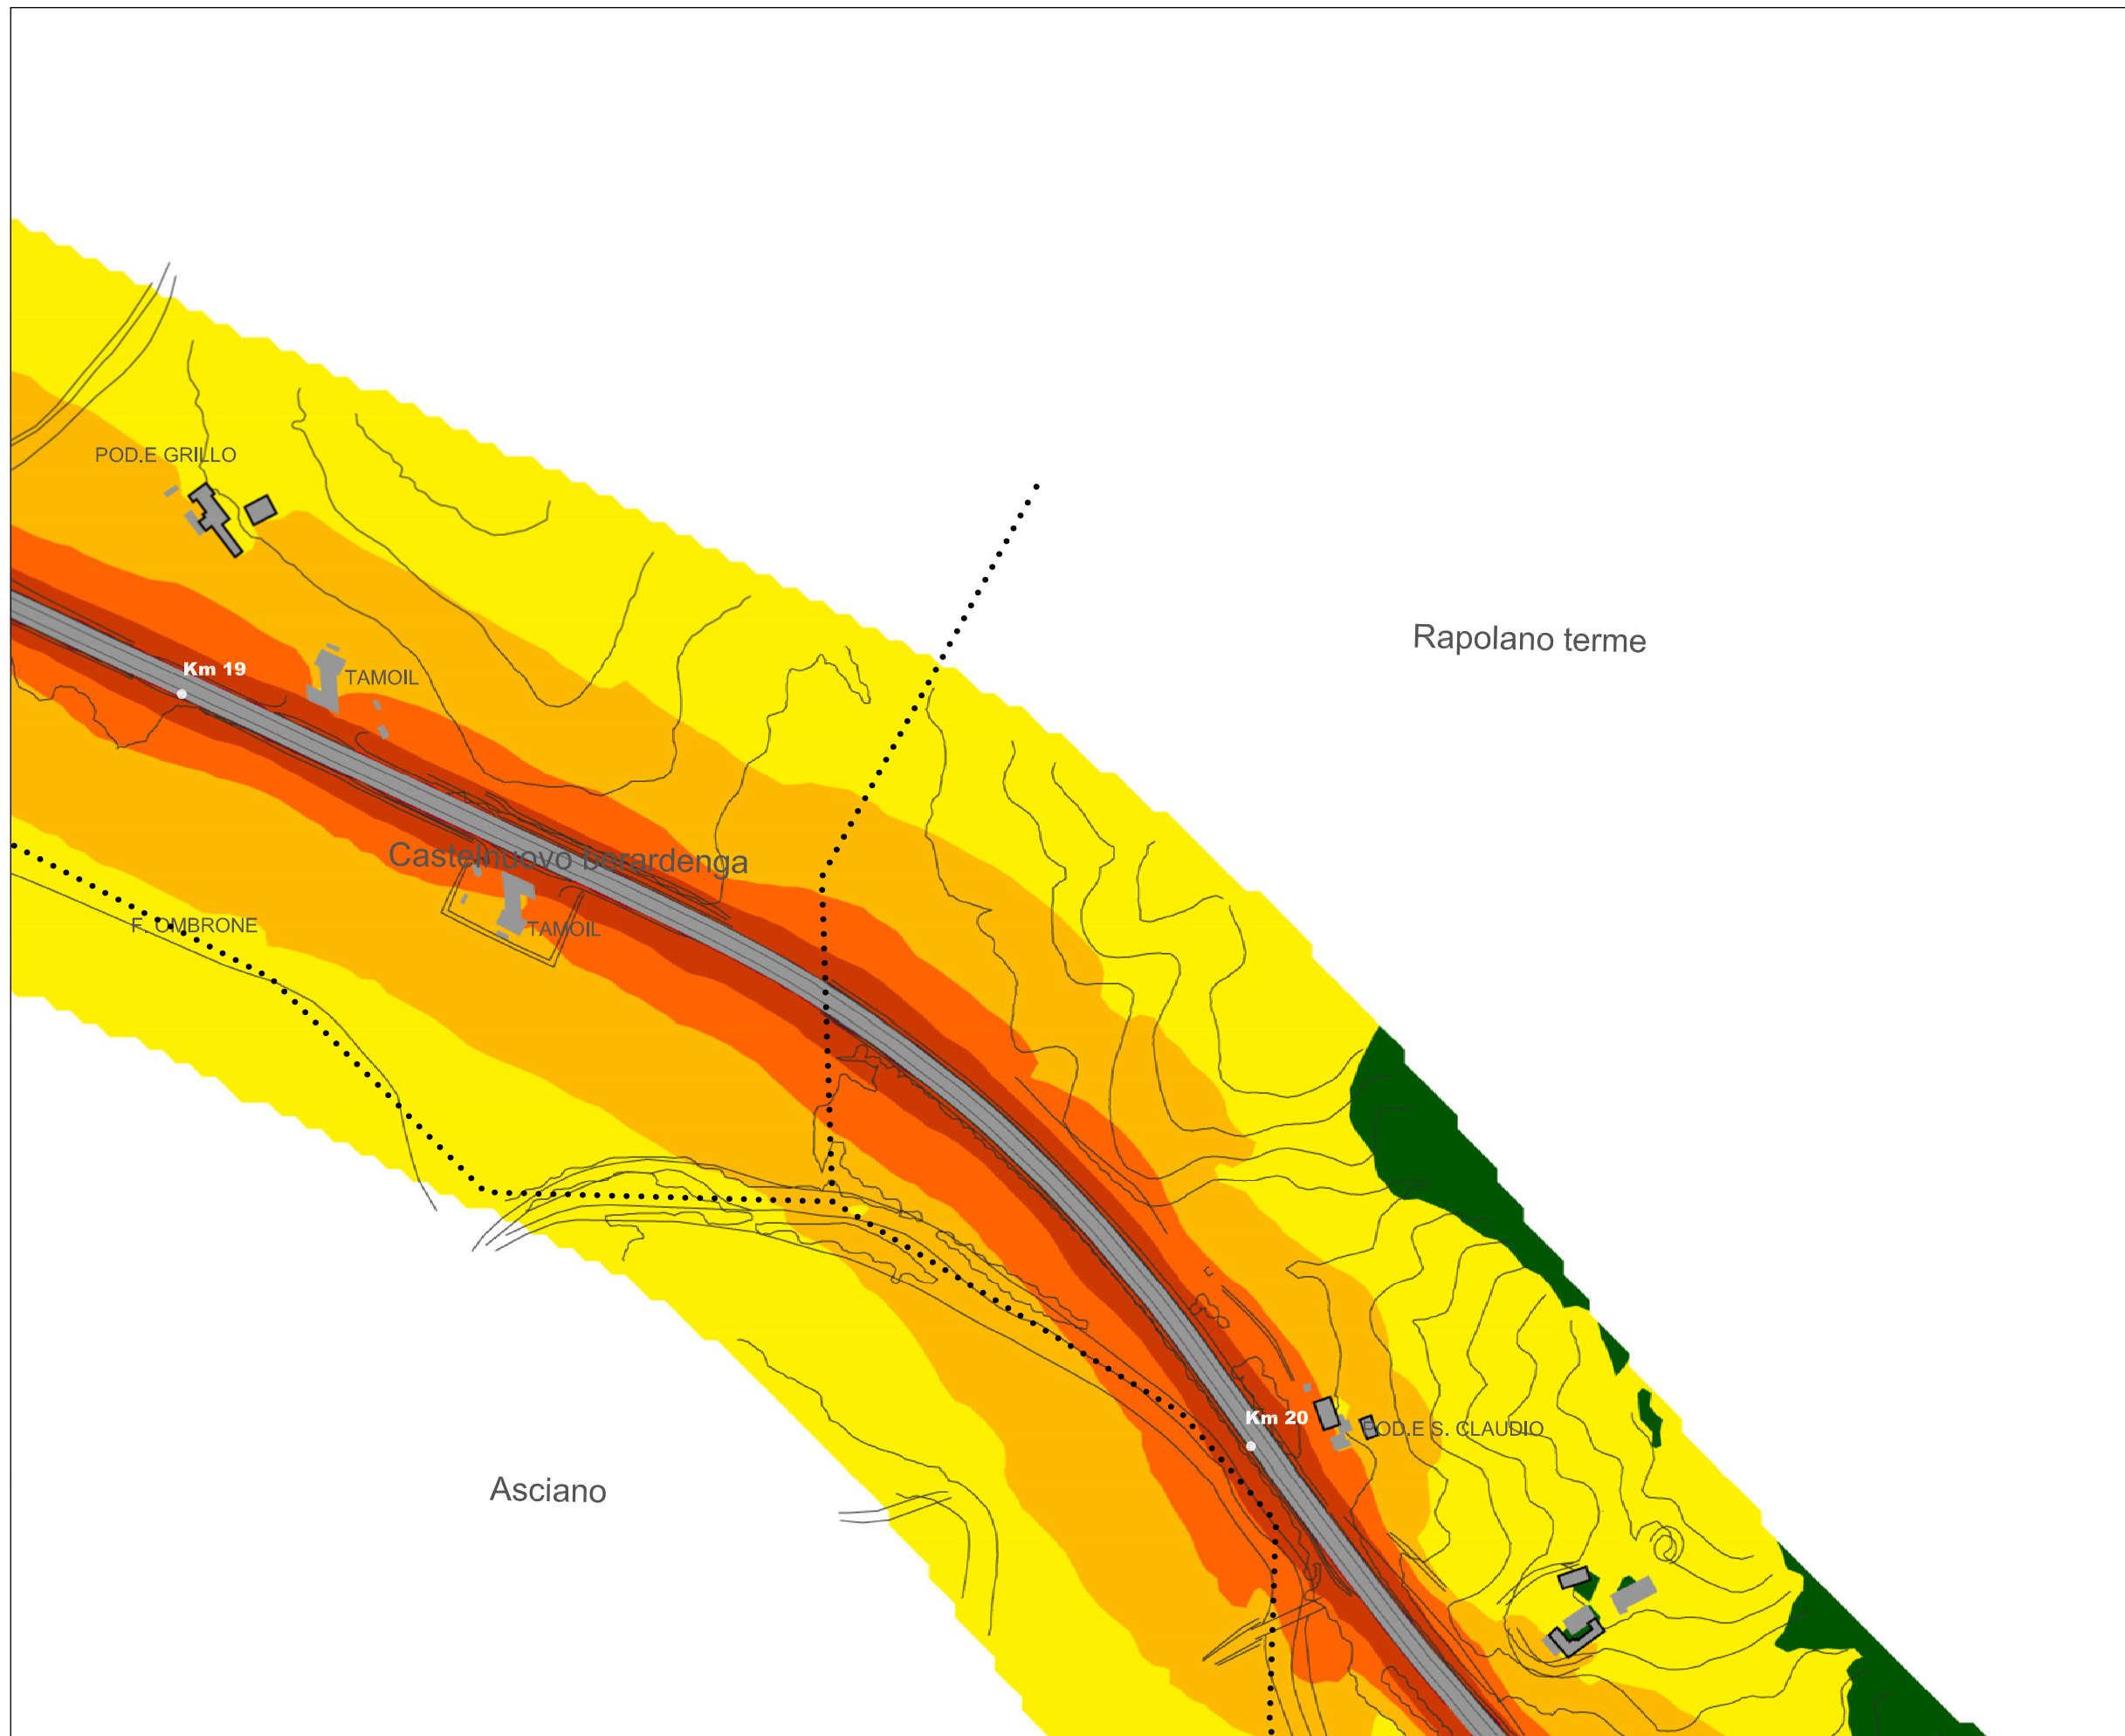 POD.E GRILLO
Rapolano terme
Km 19
TAMOIL
Castelnuovo berardenga
F. OMBRONE
TAMOIL
Km 20
POD.E S. CLAUDIO
Asciano